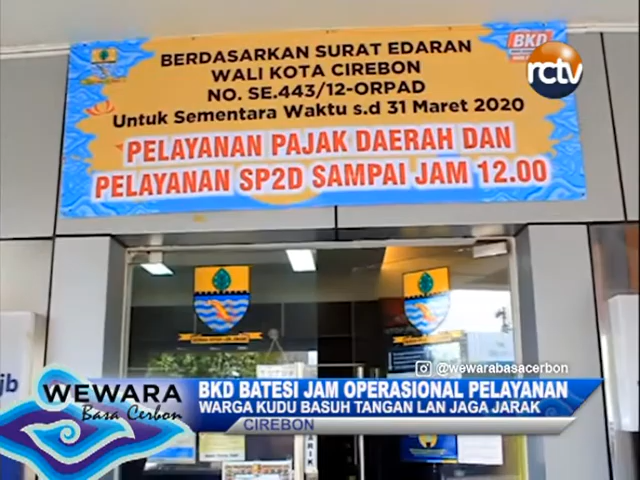 BERDASARKAN SURAT EDARAN
WALI KOTA CIREBON
NO. SE.443/12-ORPAD
Untuk Sementara Waktu s.d 31 Maret 2020
PELAYANAN PAJAK DAERAH DAN
PELAYANAN SP2D SAMPAI JAM 12.00
BKD
rctv
jb
@wewarabasacerbon
WEWARA
Basa Cerbon
BKD BATESI JAM OPERASIONAL PELAYANAN
WARGA KUDU BASUH TANGAN LAN JAGA JARAK
CIREBON